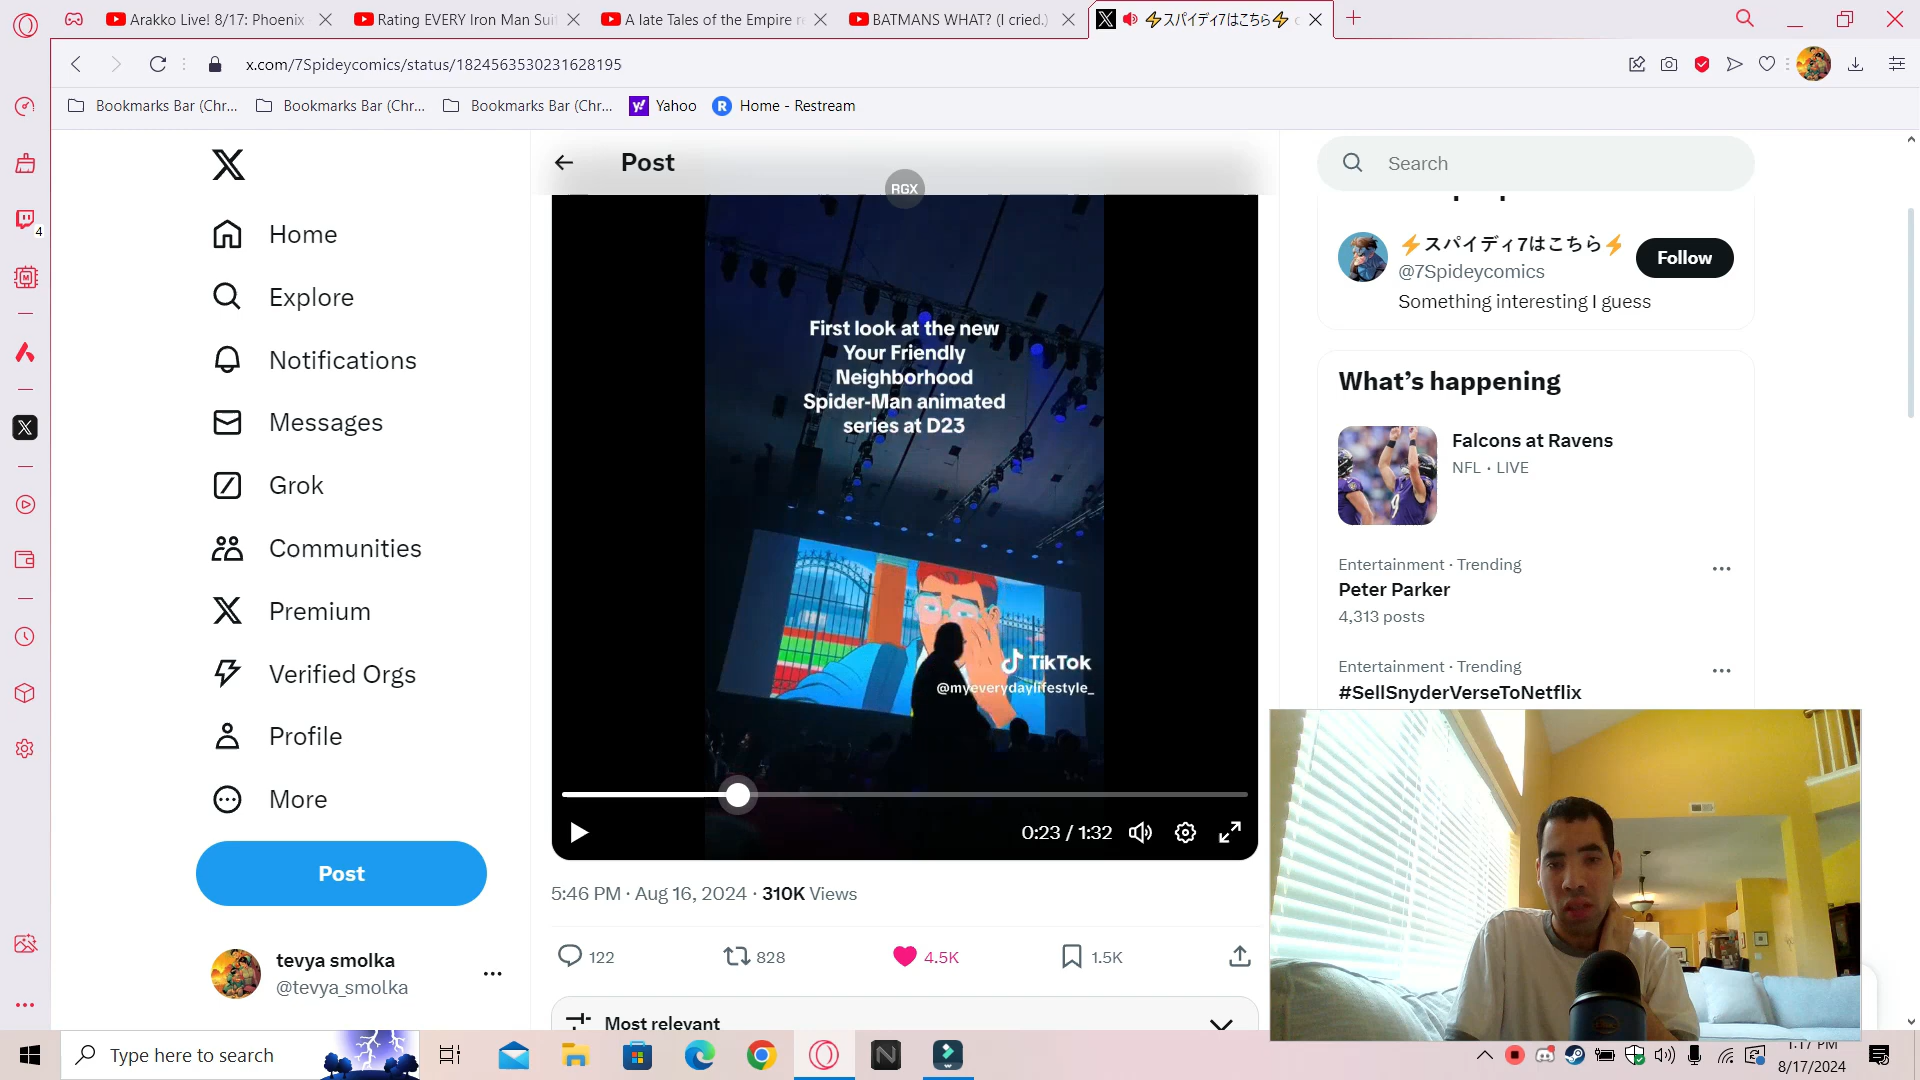 Arakko Live! 8/17: Phoenix
Rating EVERY Iron Man Suit
A late Tales of the Empire re
BATMANS WHAT? (I cried.)
⚡スパイディ7はこちら⚡
x.com/7Spideycomics/status/1824563530231628195
Bookmarks Bar (Chr...
Bookmarks Bar (Chr...
Bookmarks Bar (Chr...
Yahoo
Home - Restream
4
Home
Explore
Notifications
Messages
Grok
Communities
Premium
Verified Orgs
Profile
More
Post
tevya smolka
@tevya_smolka
Post
RGX
First look at the new
Your Friendly
Neighborhood
Spider-Man animated
series at D23
TikTok
@myeverydaylifestyle_
0:23 / 1:32
5:46 PM · Aug 16, 2024 · 310K Views
122
828
4.5K
1.5K
Most relevant
Search
⚡スパイディ7はこちら⚡
@7Spideycomics
Follow
Something interesting I guess
What's happening
Falcons at Ravens
NFL · LIVE
Entertainment · Trending
Peter Parker
4,313 posts
Entertainment · Trending
#SellSnyderVerseToNetflix
Type here to search
1:17 PM
8/17/2024